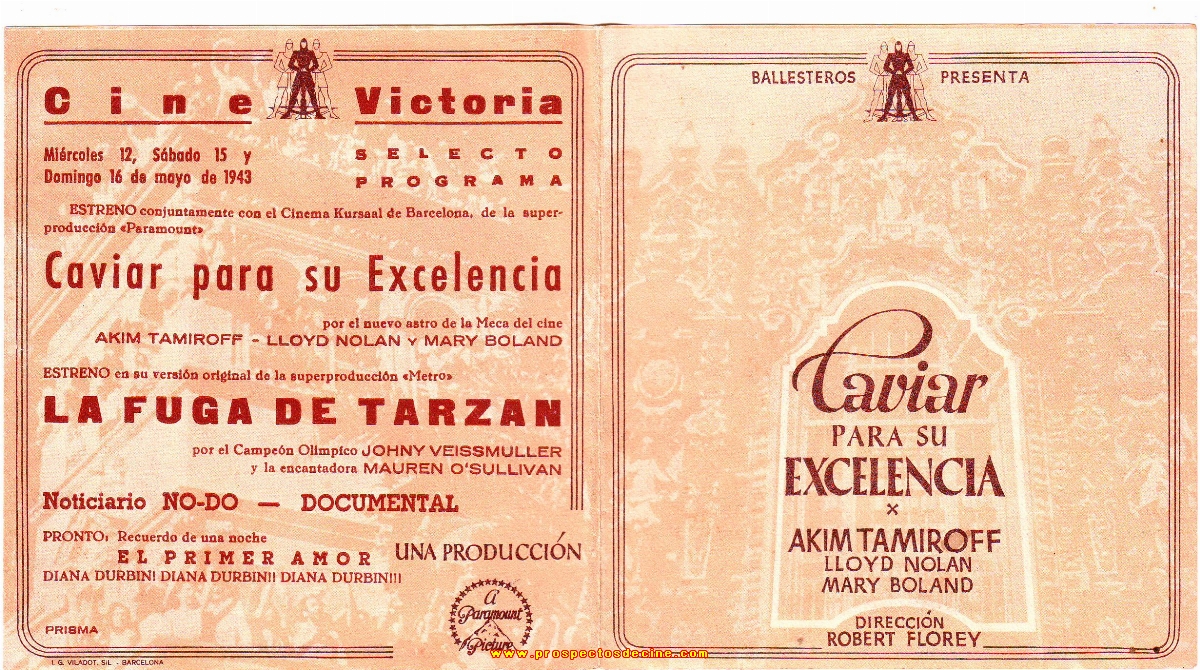 Cine Victoria
Miércoles 12, Sábado 15 y
Domingo 16 de mayo de 1943
SELECTO
PROGRAMA
ESTRENO conjuntamente con el Cinema Kursaal de Barcelona, de la super-
producción «Paramount»
Caviar para su Excelencia
por el nuevo astro de la Meca del cine
AKIM TAMIROFF - LLOYD NOLAN Y MARY BOLAND
ESTRENO en su versión original de la superproducción «Metro»
LA FUGA DE TARZAN
por el Campeón Olímpico JOHNY VEISSMULLER
y la encantadora MAUREN O'SULLIVAN
Noticiario NO-DO — DOCUMENTAL
PRONTO: Recuerdo de una noche
EL PRIMER AMOR
DIANA DURBIN! DIANA DURBIN!! DIANA DURBIN!!!
UNA PRODUCCIÓN
A
Paramount
Picture
PRISMA
I. G. VILADOT, S/L. - BARCELONA
BALLESTEROS PRESENTA
Caviar
PARA SU
EXCELENCIA
x
AKIM TAMIROFF
LLOYD NOLAN
MARY BOLAND
DIRECCIÓN
ROBERT FLOREY
www.prospectosdecine.com